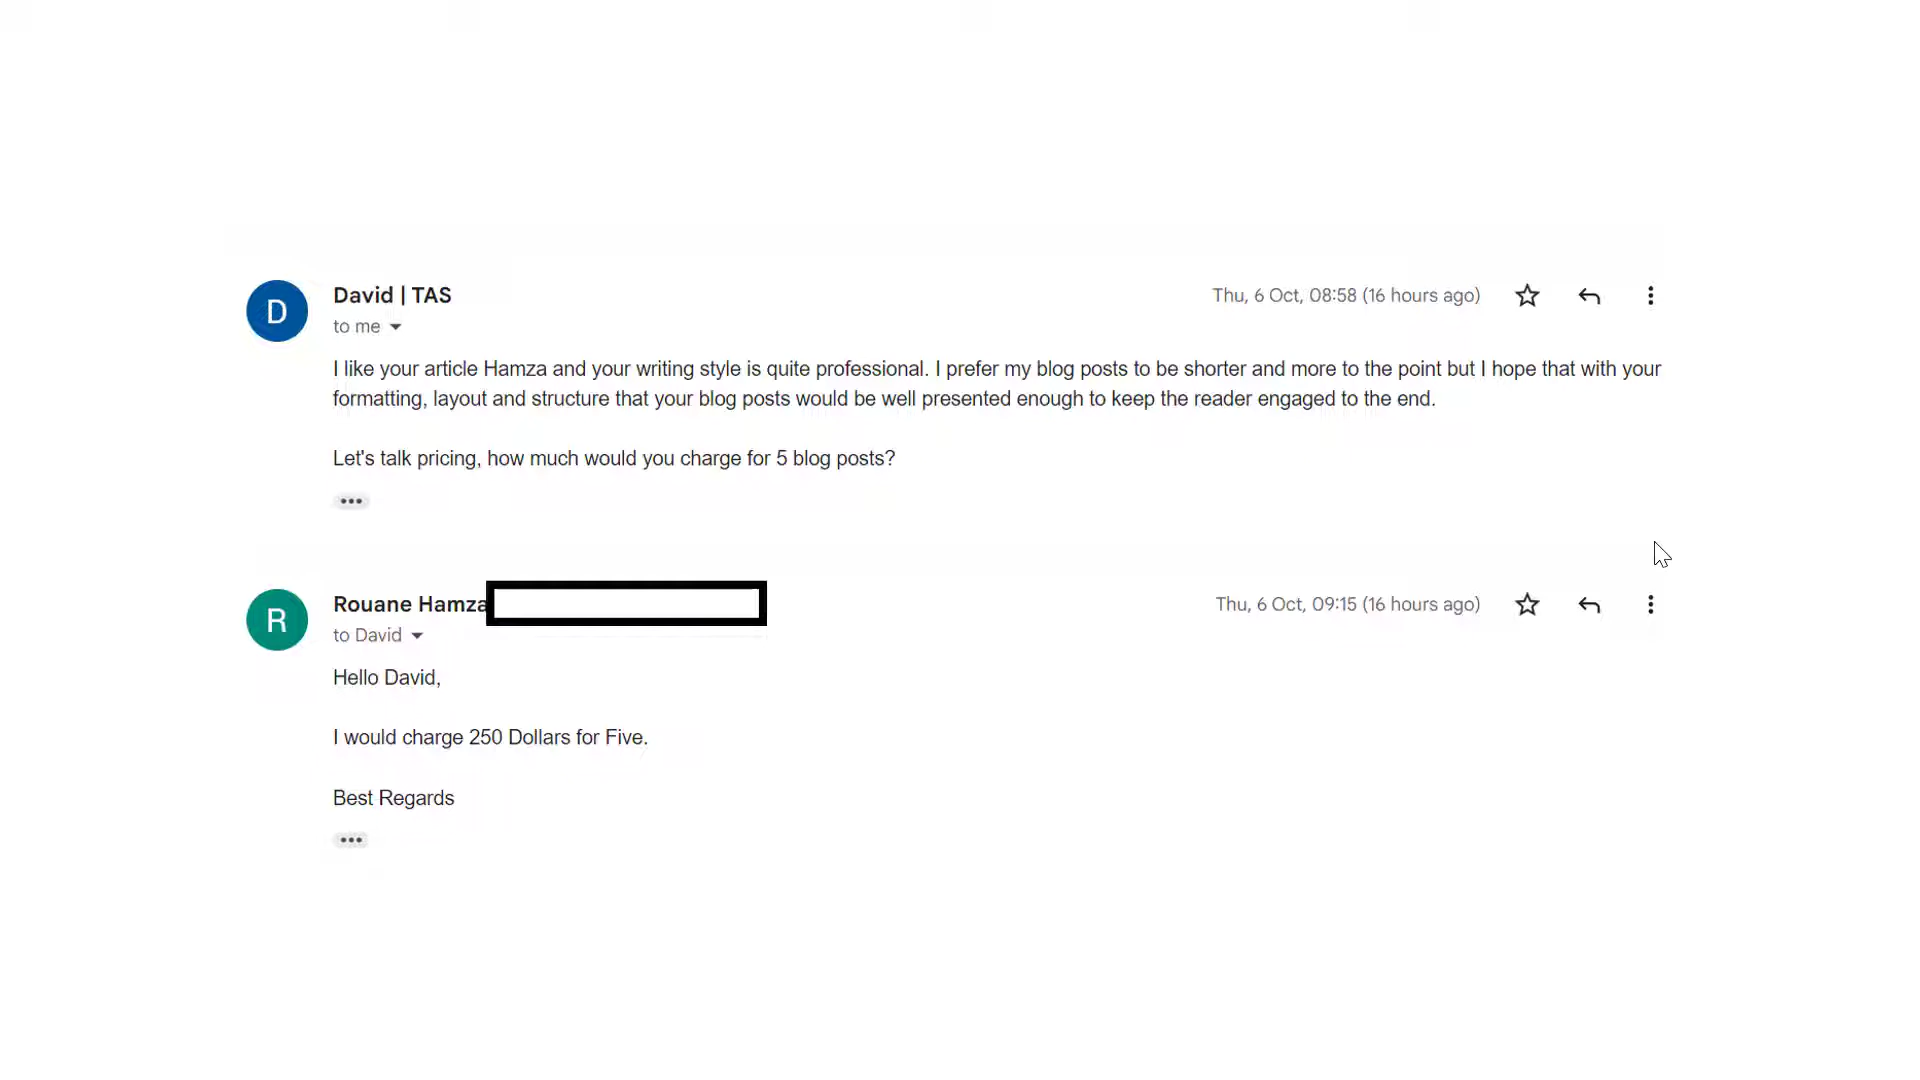 D
David | TAS
Thu, 6 Oct, 08:58 (16 hours ago)
to me
I like your article Hamza and your writing style is quite professional. I prefer my blog posts to be shorter and more to the point but I hope that with your
formatting, layout and structure that your blog posts would be well presented enough to keep the reader engaged to the end.
Let's talk pricing, how much would you charge for 5 blog posts?
R
Rouane Hamza
Thu, 6 Oct, 09:15 (16 hours ago)
to David
Hello David,
I would charge 250 Dollars for Five.
Best Regards